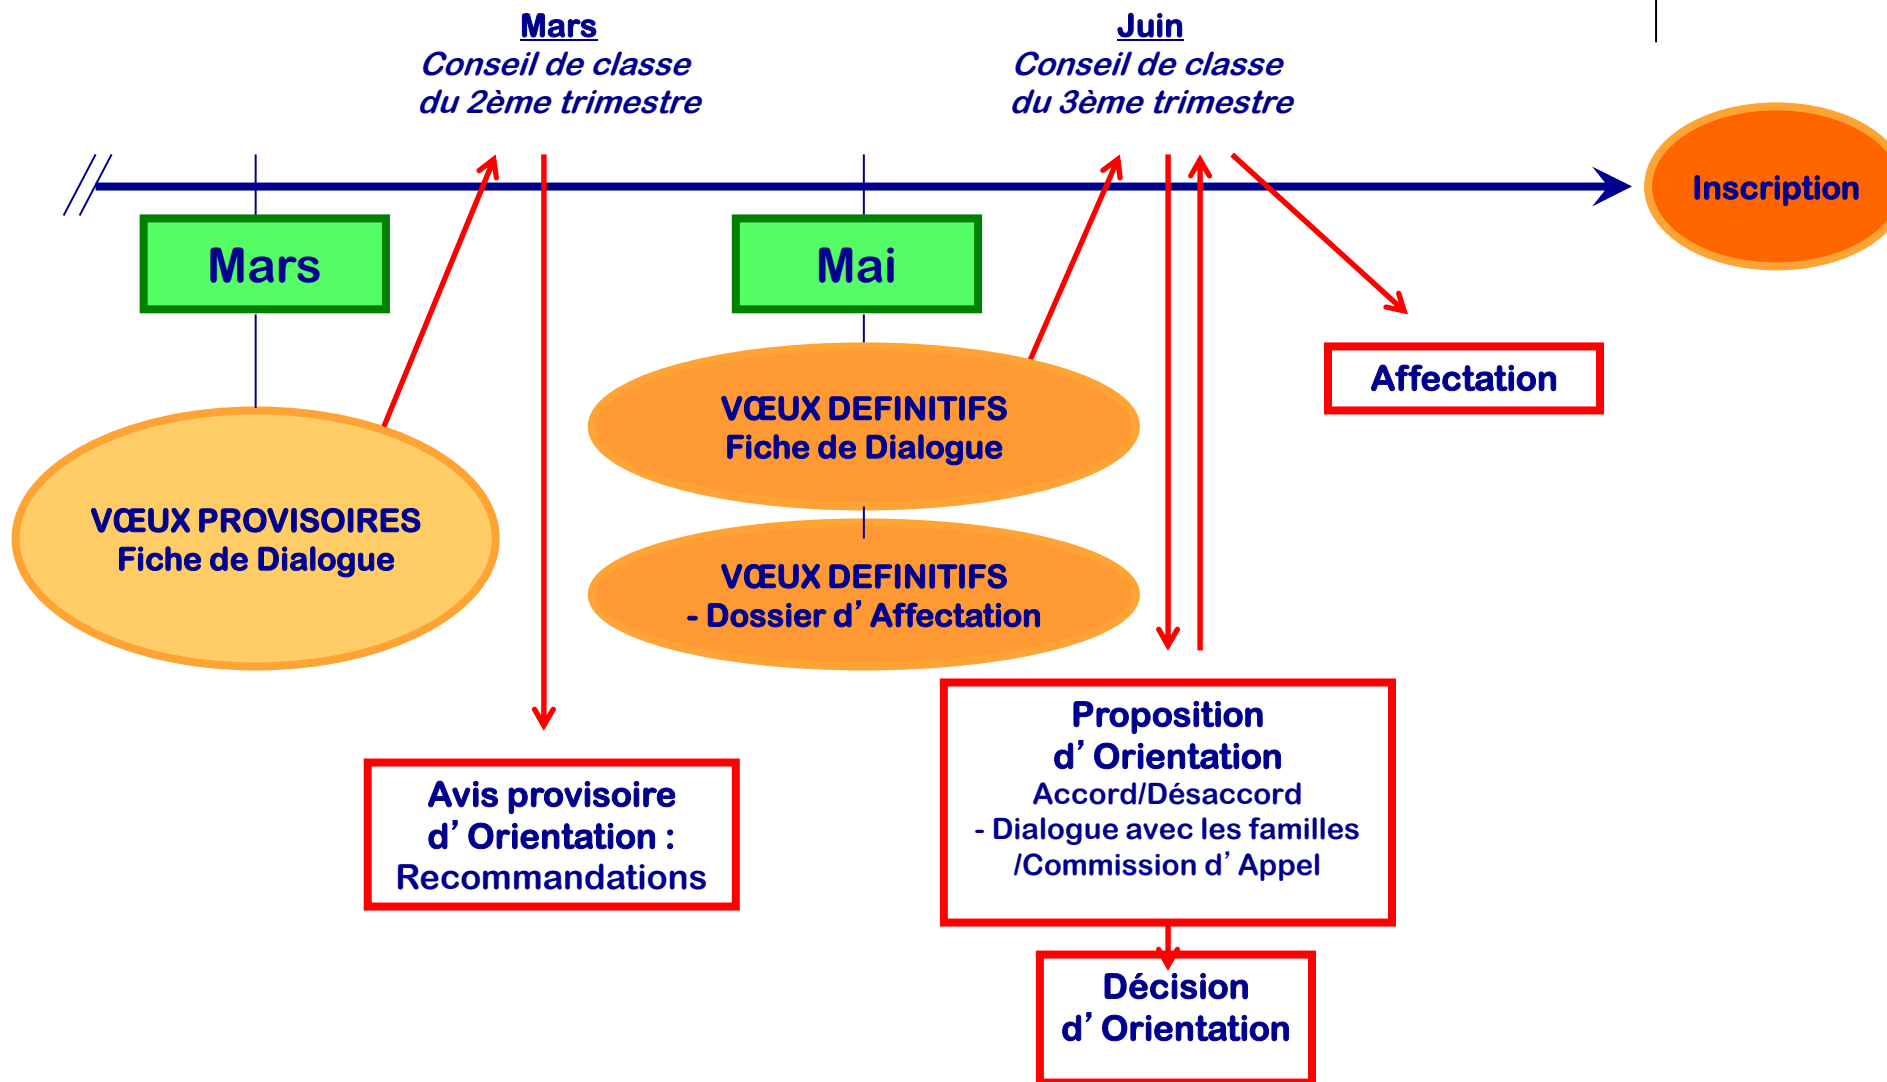 Mars
Conseil de classe
du 2ème trimestre
Juin
Conseil de classe
du 3ème trimestre
Inscription
Mars
Mai
Affectation
VŒUX DEFINITIFS
Fiche de Dialogue
VŒUX PROVISOIRES
Fiche de Dialogue
VŒUX DEFINITIFS
- Dossier d’ Affectation
Proposition
d’ Orientation
Accord/Désaccord
- Dialogue avec les familles
/Commission d’ Appel
Avis provisoire
d’ Orientation :
Recommandations
Décision
d’ Orientation